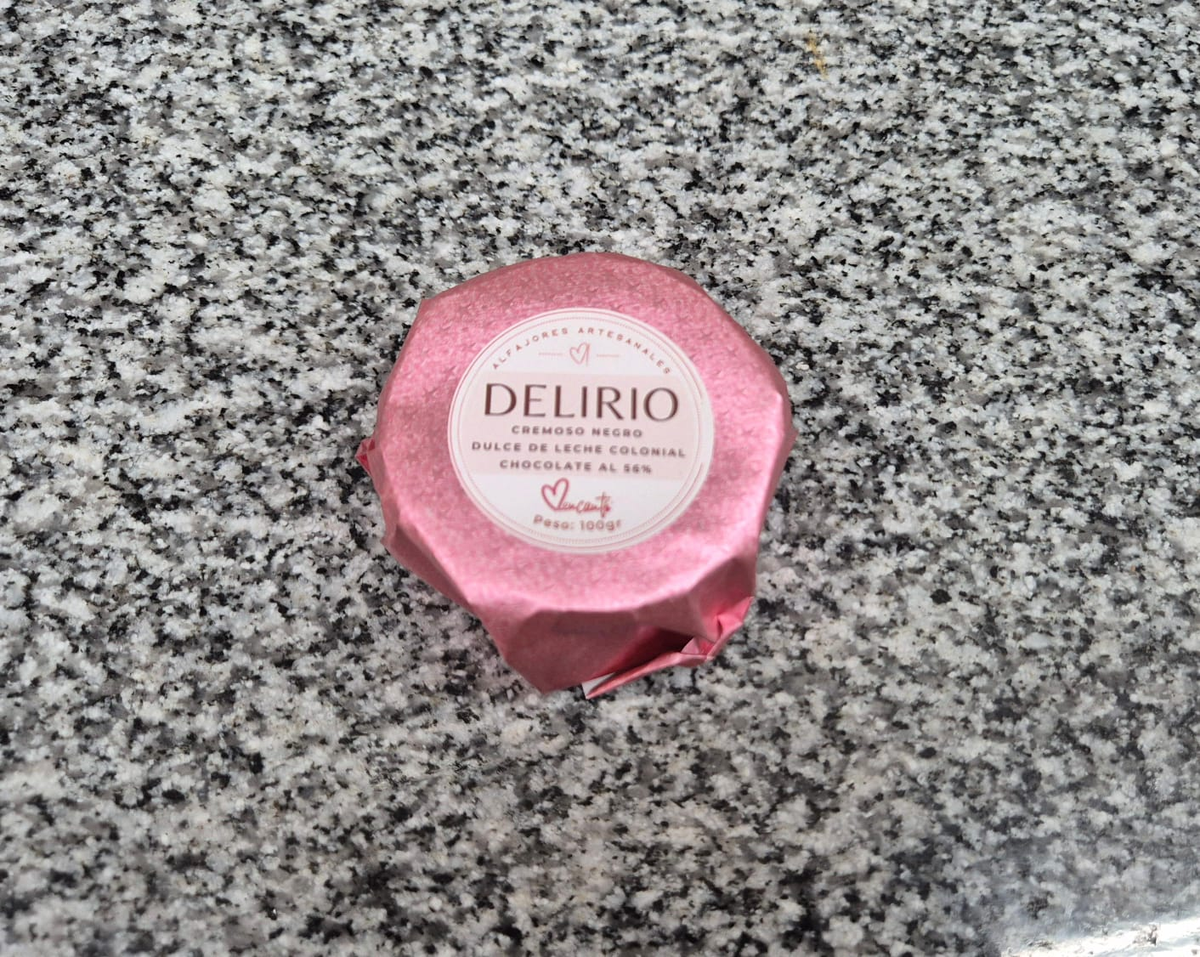 ALFAJORES ARTESANALES
DELIRIO
CREMOSO NEGRO
DULCE DE LECHE COLONIAL
CHOCOLATE AL 56%
Peso: 100gr